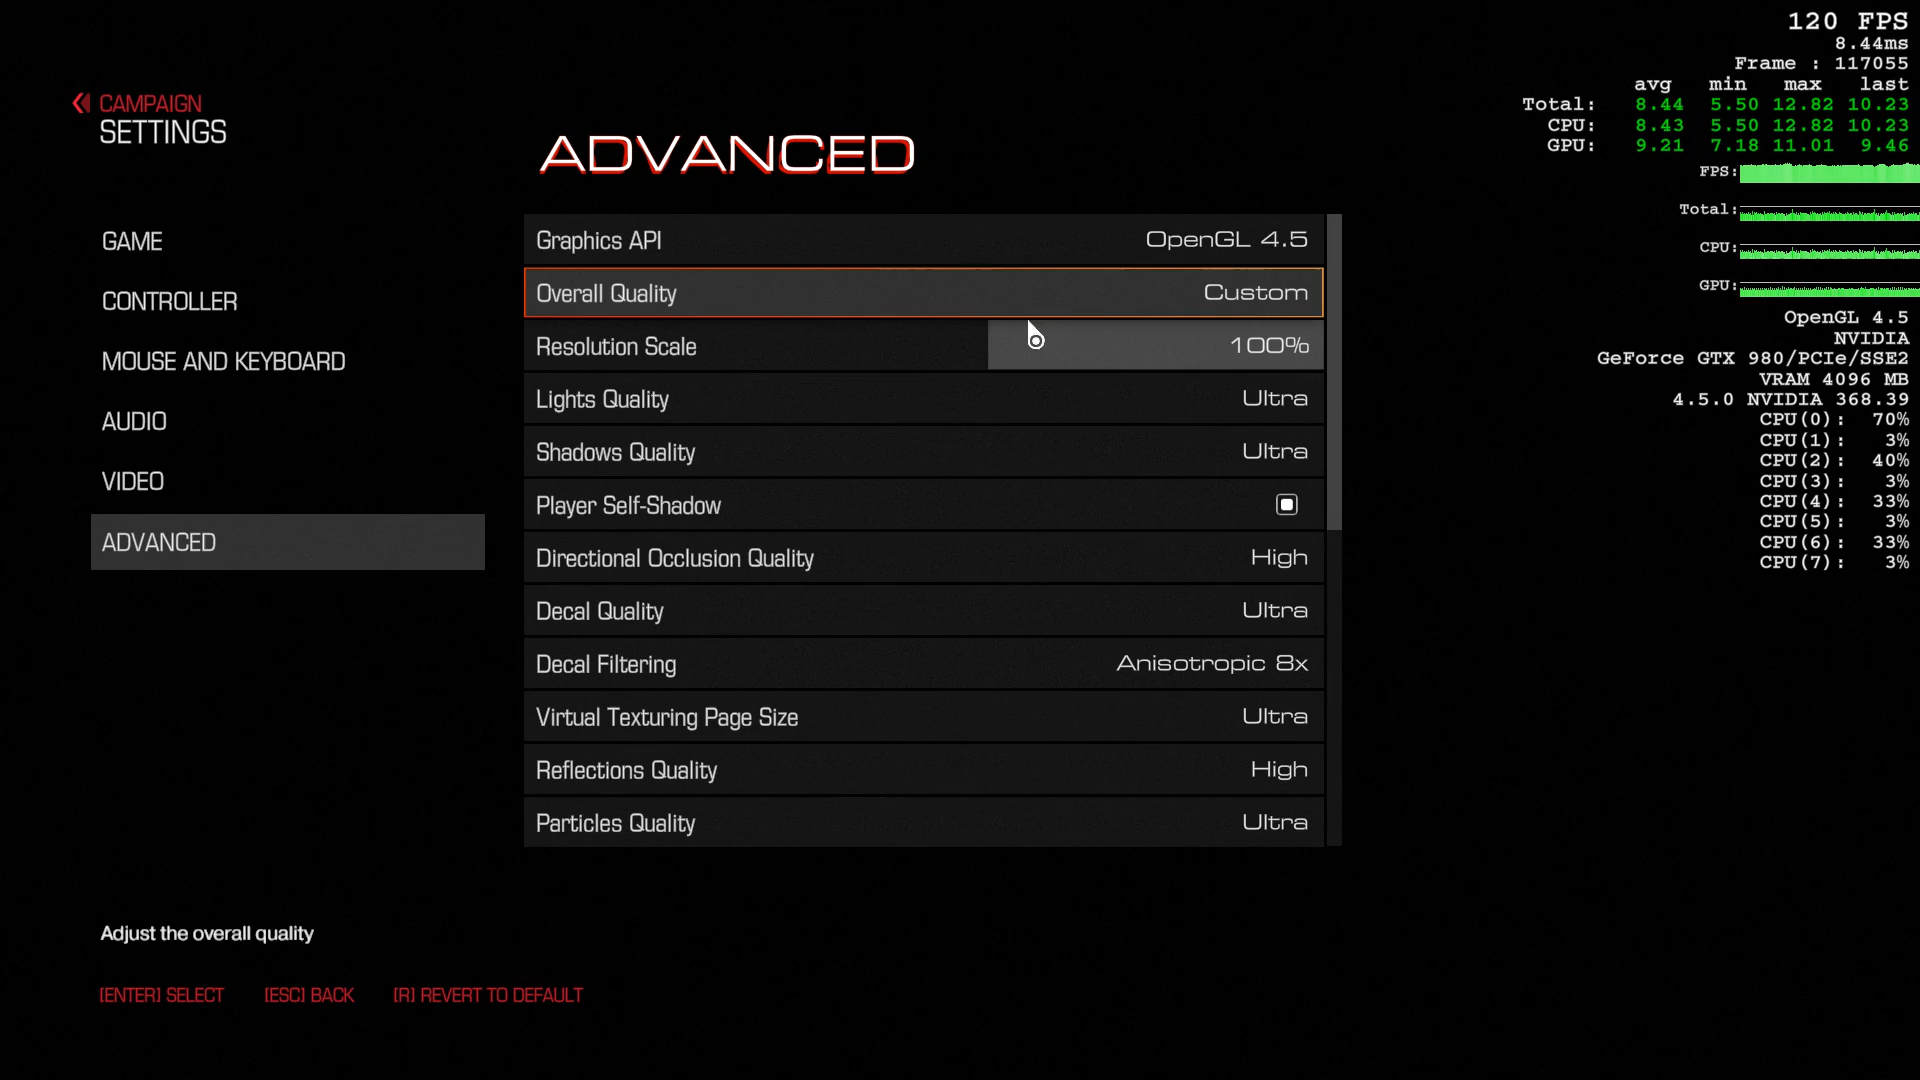 CAMPAIGN
SETTINGS
GAME
CONTROLLER
MOUSE AND KEYBOARD
AUDIO
VIDEO
ADVANCED
ADVANCED
Graphics API OpenGL 4.5
Overall Quality Custom
Resolution Scale 100%
Lights Quality Ultra
Shadows Quality Ultra
Player Self-Shadow
Directional Occlusion Quality High
Decal Quality Ultra
Decal Filtering Anisotropic 8x
Virtual Texturing Page Size Ultra
Reflections Quality High
Particles Quality Ultra
Adjust the overall quality
[ENTER] SELECT [ESC] BACK [R] REVERT TO DEFAULT
120 FPS
8.44ms
Frame : 117055
avg min max last
Total: 8.44 5.50 12.82 10.23
CPU: 8.43 5.50 12.82 10.23
GPU: 9.21 7.18 11.01 9.46
FPS:
Total:
CPU:
GPU:
OpenGL 4.5
NVIDIA
GeForce GTX 980/PCIe/SSE2
VRAM 4096 MB
4.5.0 NVIDIA 368.39
CPU(0): 70%
CPU(1): 3%
CPU(2): 40%
CPU(3): 3%
CPU(4): 33%
CPU(5): 3%
CPU(6): 33%
CPU(7): 3%